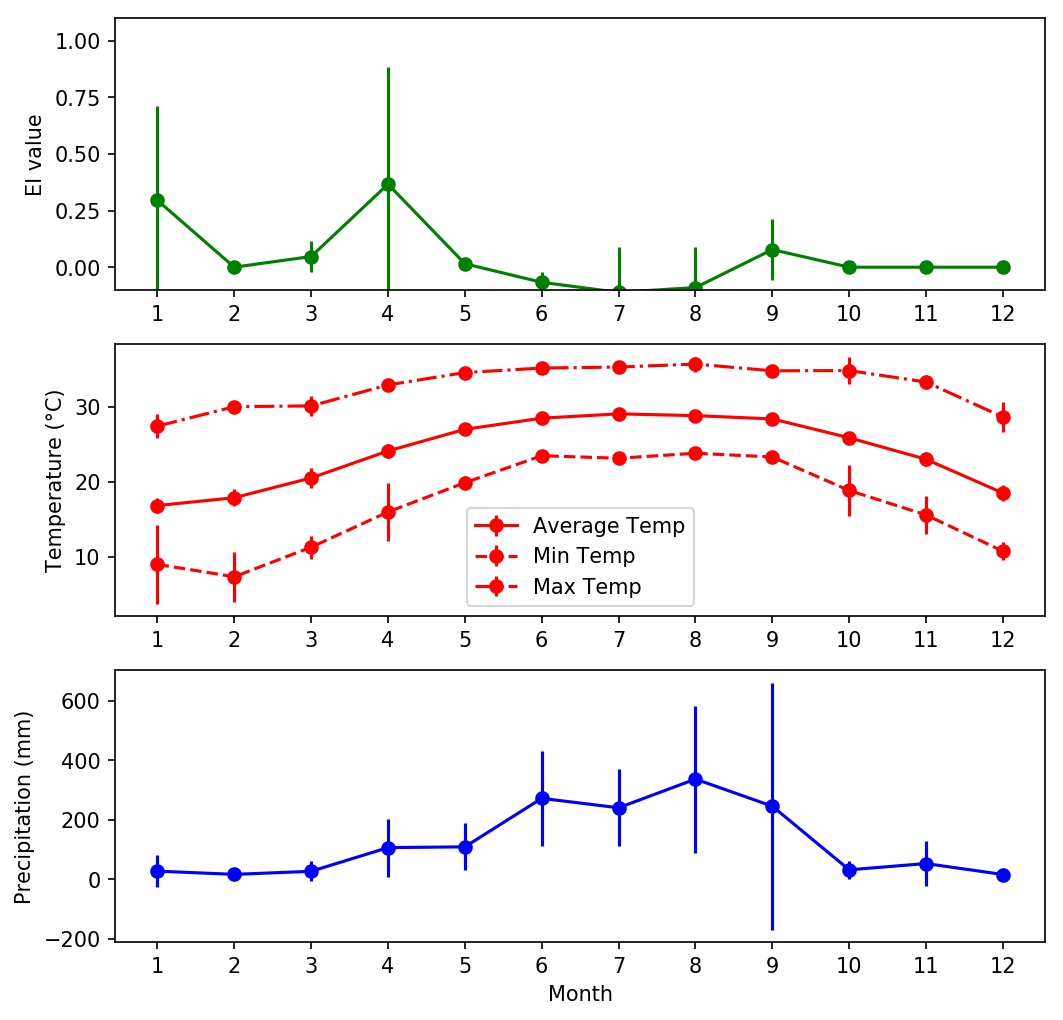 1.00
0.75
0.50
0.25
0.00
EI value
1 2 3 4 5 6 7 8 9 10 11 12
30
20
10
Temperature (°C)
Average Temp
Min Temp
Max Temp
1 2 3 4 5 6 7 8 9 10 11 12
600
400
200
0
−200
Precipitation (mm)
1 2 3 4 5 6 7 8 9 10 11 12
Month